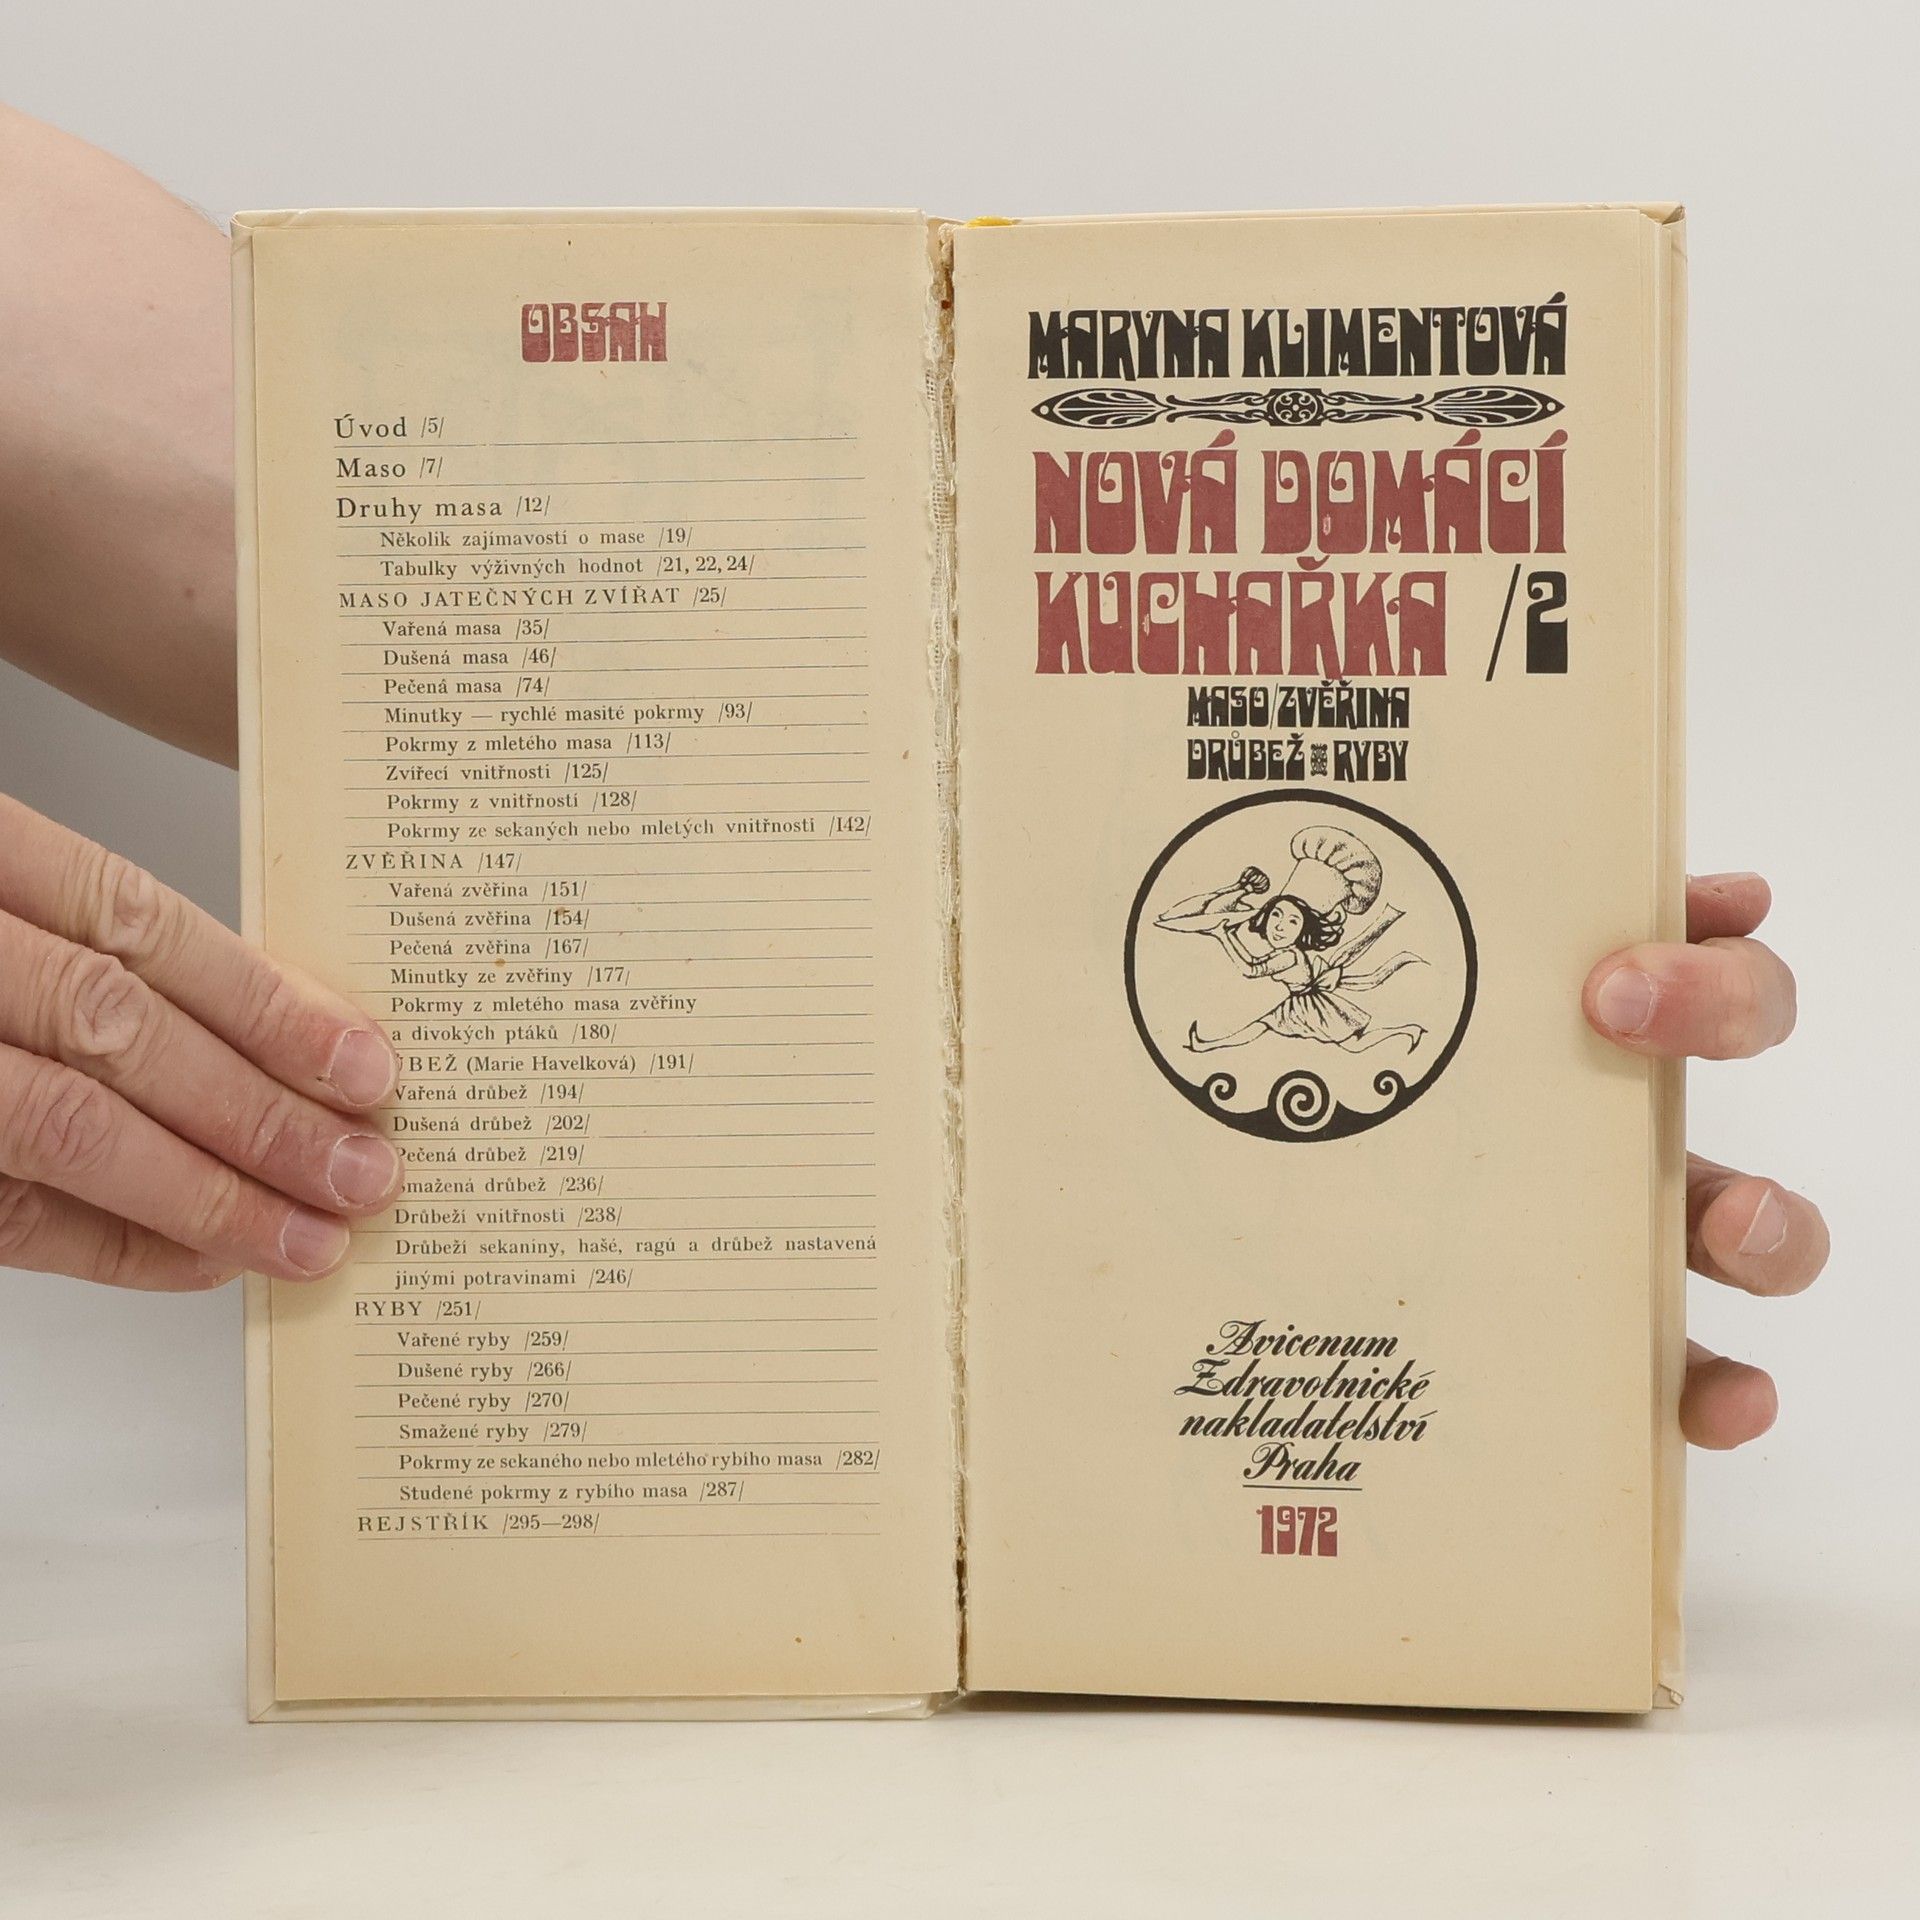 OBSAH
Úvod /5/
Maso /7/
Druhy masa /12/
Několik zajímavostí o mase /19/
Tabulky výživných hodnot /21, 22, 24/
MASO JATEČNÝCH ZVÍŘAT /25/
Vařená masa /35/
Dušená masa /46/
Pečená masa /74/
Minutky — rychlé masité pokrmy /93/
Pokrmy z mletého masa /113/
Zvířecí vnitřnosti /125/
Pokrmy z vnitřností /128/
Pokrmy ze sekaných nebo mletých vnitřností /142/
ZVĚŘINA /147/
Vařená zvěřina /151/
Dušená zvěřina /154/
Pečená zvěřina /167/
Minutky ze zvěřiny /177/
Pokrmy z mletého masa zvěřiny
a divokých ptáků /180/
ŮBEŽ (Marie Havelková) /191/
Vařená drůbež /194/
Dušená drůbež /202/
Pečená drůbež /219/
Smažená drůbež /236/
Drůbeží vnitřnosti /238/
Drůbeží sekaniny, hašé, ragú a drůbež nastavená
jinými potravinami /246/
RYBY /251/
Vařené ryby /259/
Dušené ryby /266/
Pečené ryby /270/
Smažené ryby /279/
Pokrmy ze sekaného nebo mletého rybího masa /282/
Studené pokrmy z rybího masa /287/
REJSTŘÍK /295—298/
MARYNA KLIMENTOVÁ
NOVÁ DOMÁCÍ
KUCHAŘKA /2
MASO/ZVĚŘINA
DRŮBEŽ RYBY
Avicenum
Zdravotnické
nakladatelství
Praha
1972